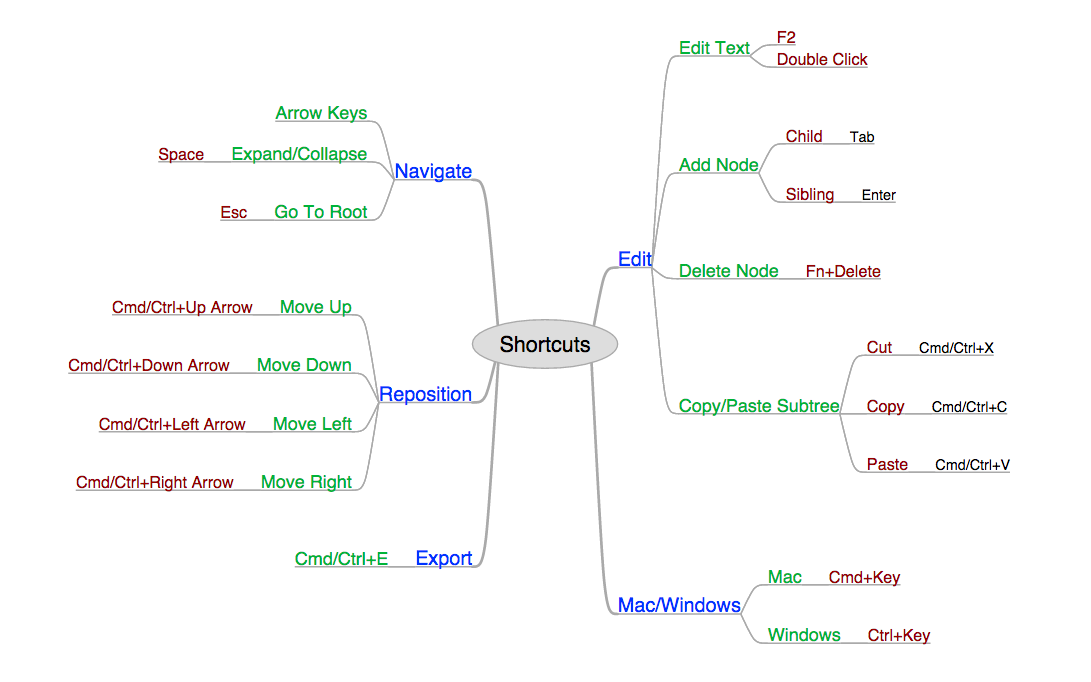 Shortcuts
Navigate
Arrow Keys
Expand/Collapse
Space
Go To Root
Esc
Reposition
Move Up
Cmd/Ctrl+Up Arrow
Move Down
Cmd/Ctrl+Down Arrow
Move Left
Cmd/Ctrl+Left Arrow
Move Right
Cmd/Ctrl+Right Arrow
Export
Cmd/Ctrl+E
Edit
Edit Text
F2
Double Click
Add Node
Child
Tab
Sibling
Enter
Delete Node
Fn+Delete
Copy/Paste Subtree
Cut
Cmd/Ctrl+X
Copy
Cmd/Ctrl+C
Paste
Cmd/Ctrl+V
Mac/Windows
Mac
Cmd+Key
Windows
Ctrl+Key